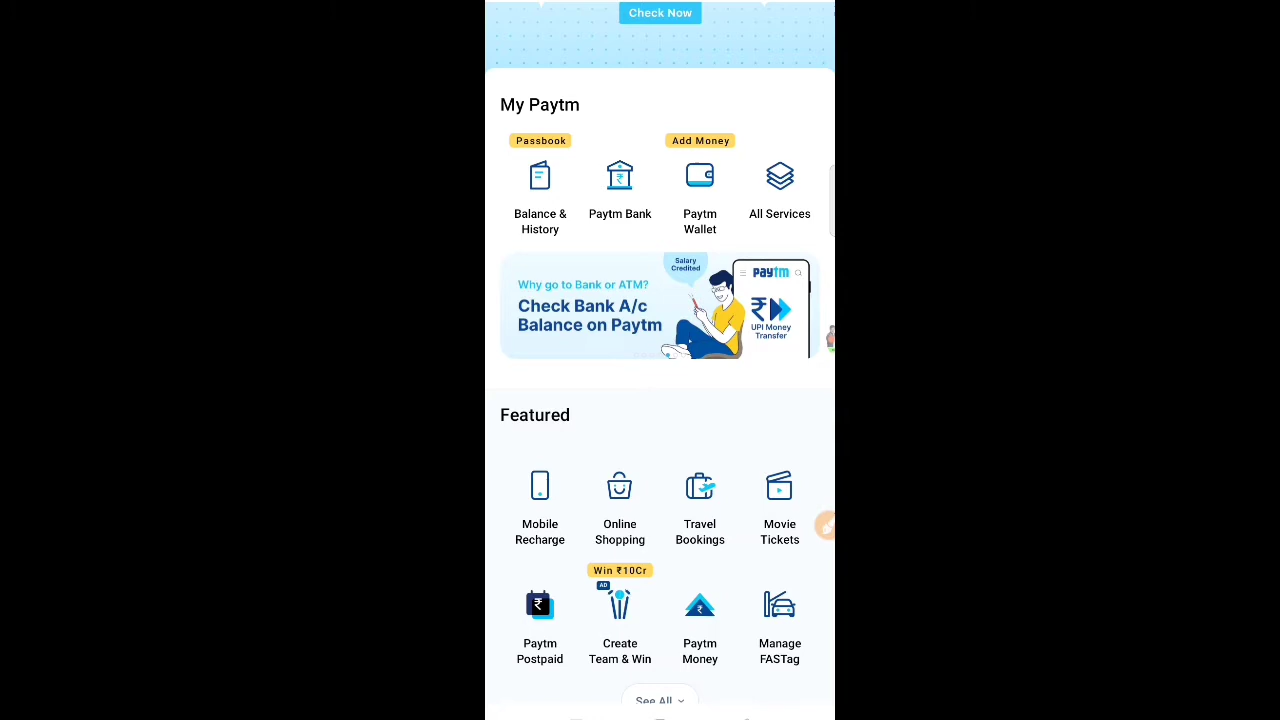 Check Now
My Paytm
Passbook
Add Money
Balance &
History
Paytm Bank
Paytm
Wallet
All Services
Salary
Credited
Why go to Bank or ATM?
Check Bank A/c
Balance on Paytm
paytm
₹
UPI Money
Transfer
Featured
Mobile
Recharge
Online
Shopping
Travel
Bookings
Movie
Tickets
Win ₹10Cr
AD
Paytm
Postpaid
Create
Team & Win
Paytm
Money
Manage
FASTag
See All